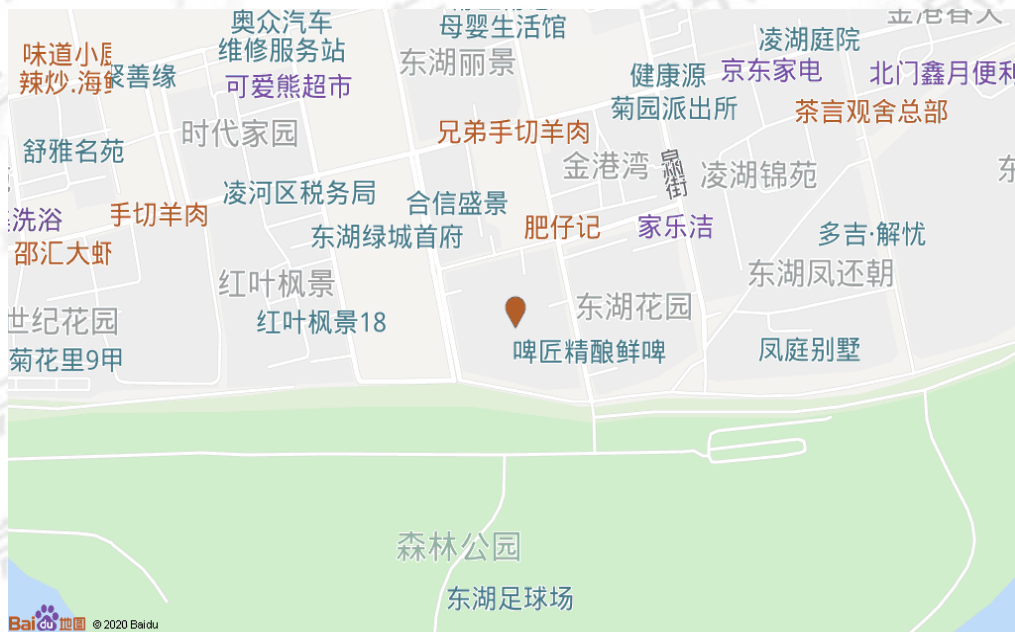 奥众汽车
维修服务站
母婴生活馆
味道小厨
辣炒.海鲜
聚善缘
可爱熊超市
东湖丽景
凌湖庭院
健康源
京东家电
北门鑫月便利
菊园派出所
茶言观舍总部
时代家园
兄弟手切羊肉
舒雅名苑
金港湾
泉州街
凌湖锦苑
东
凌河区税务局
合信盛景
手切羊肉
洗浴
东湖绿城首府
肥仔记
家乐洁
多吉·解忧
邵汇大虾
红叶枫景
东湖凤还朝
世纪花园
红叶枫景18
东湖花园
菊花里9甲
啤匠精酿鲜啤
凤庭别墅
森林公园
东湖足球场
Bai du 地图 © 2020 Baidu